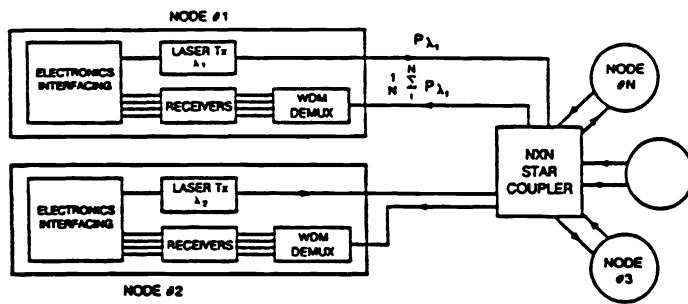 NODE #1
ELECTRONICS
INTERFACING
LASER Tx
λ1
RECEIVERS
WDM
DEMUX
Pλ1
1/N N Σ 1 Pλ1
NODE
#N
NXN
STAR
COUPLER
NODE
#3
ELECTRONICS
INTERFACING
LASER Tx
λ2
RECEIVERS
WDM
DEMUX
NODE #2